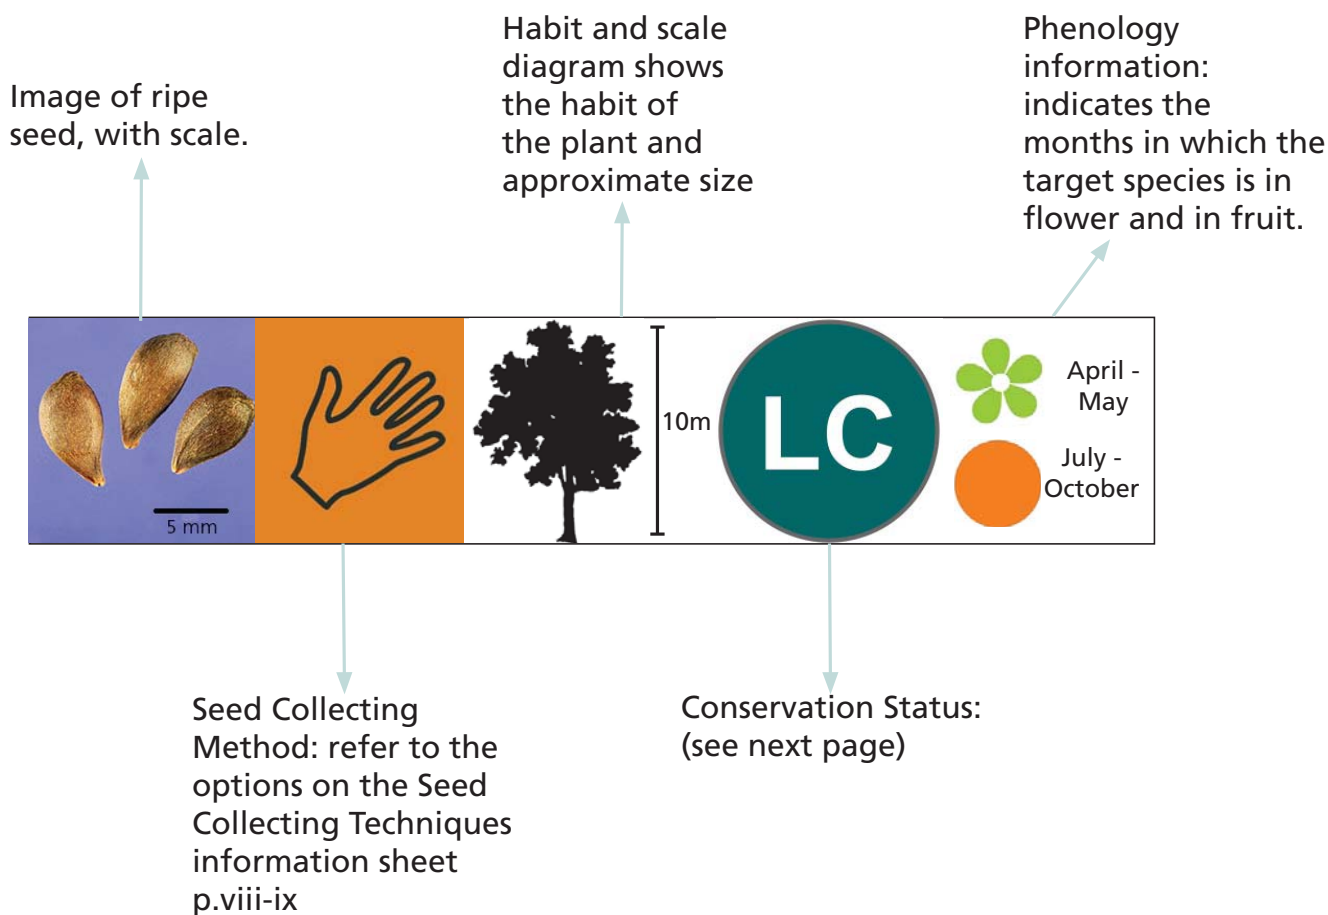 Image of ripe
seed, with scale.
Habit and scale
diagram shows
the habit of
the plant and
approximate size
Phenology
information:
indicates the
months in which the
target species is in
flower and in fruit.
5 mm
10m
LC
April -
May
July -
October
Seed Collecting
Method: refer to the
options on the Seed
Collecting Techniques
information sheet
p.viii-ix
Conservation Status:
(see next page)